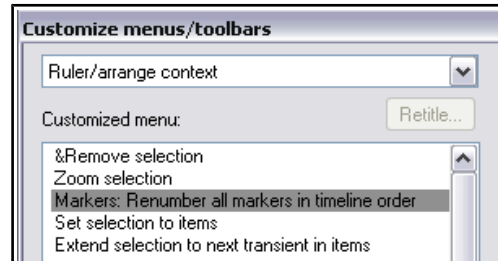 Customize menus/toolbars
Ruler/arrange context
Customized menu:
Retitle...
&Remove selection
Zoom selection
Markers: Renumber all markers in timeline order
Set selection to items
Extend selection to next transient in items